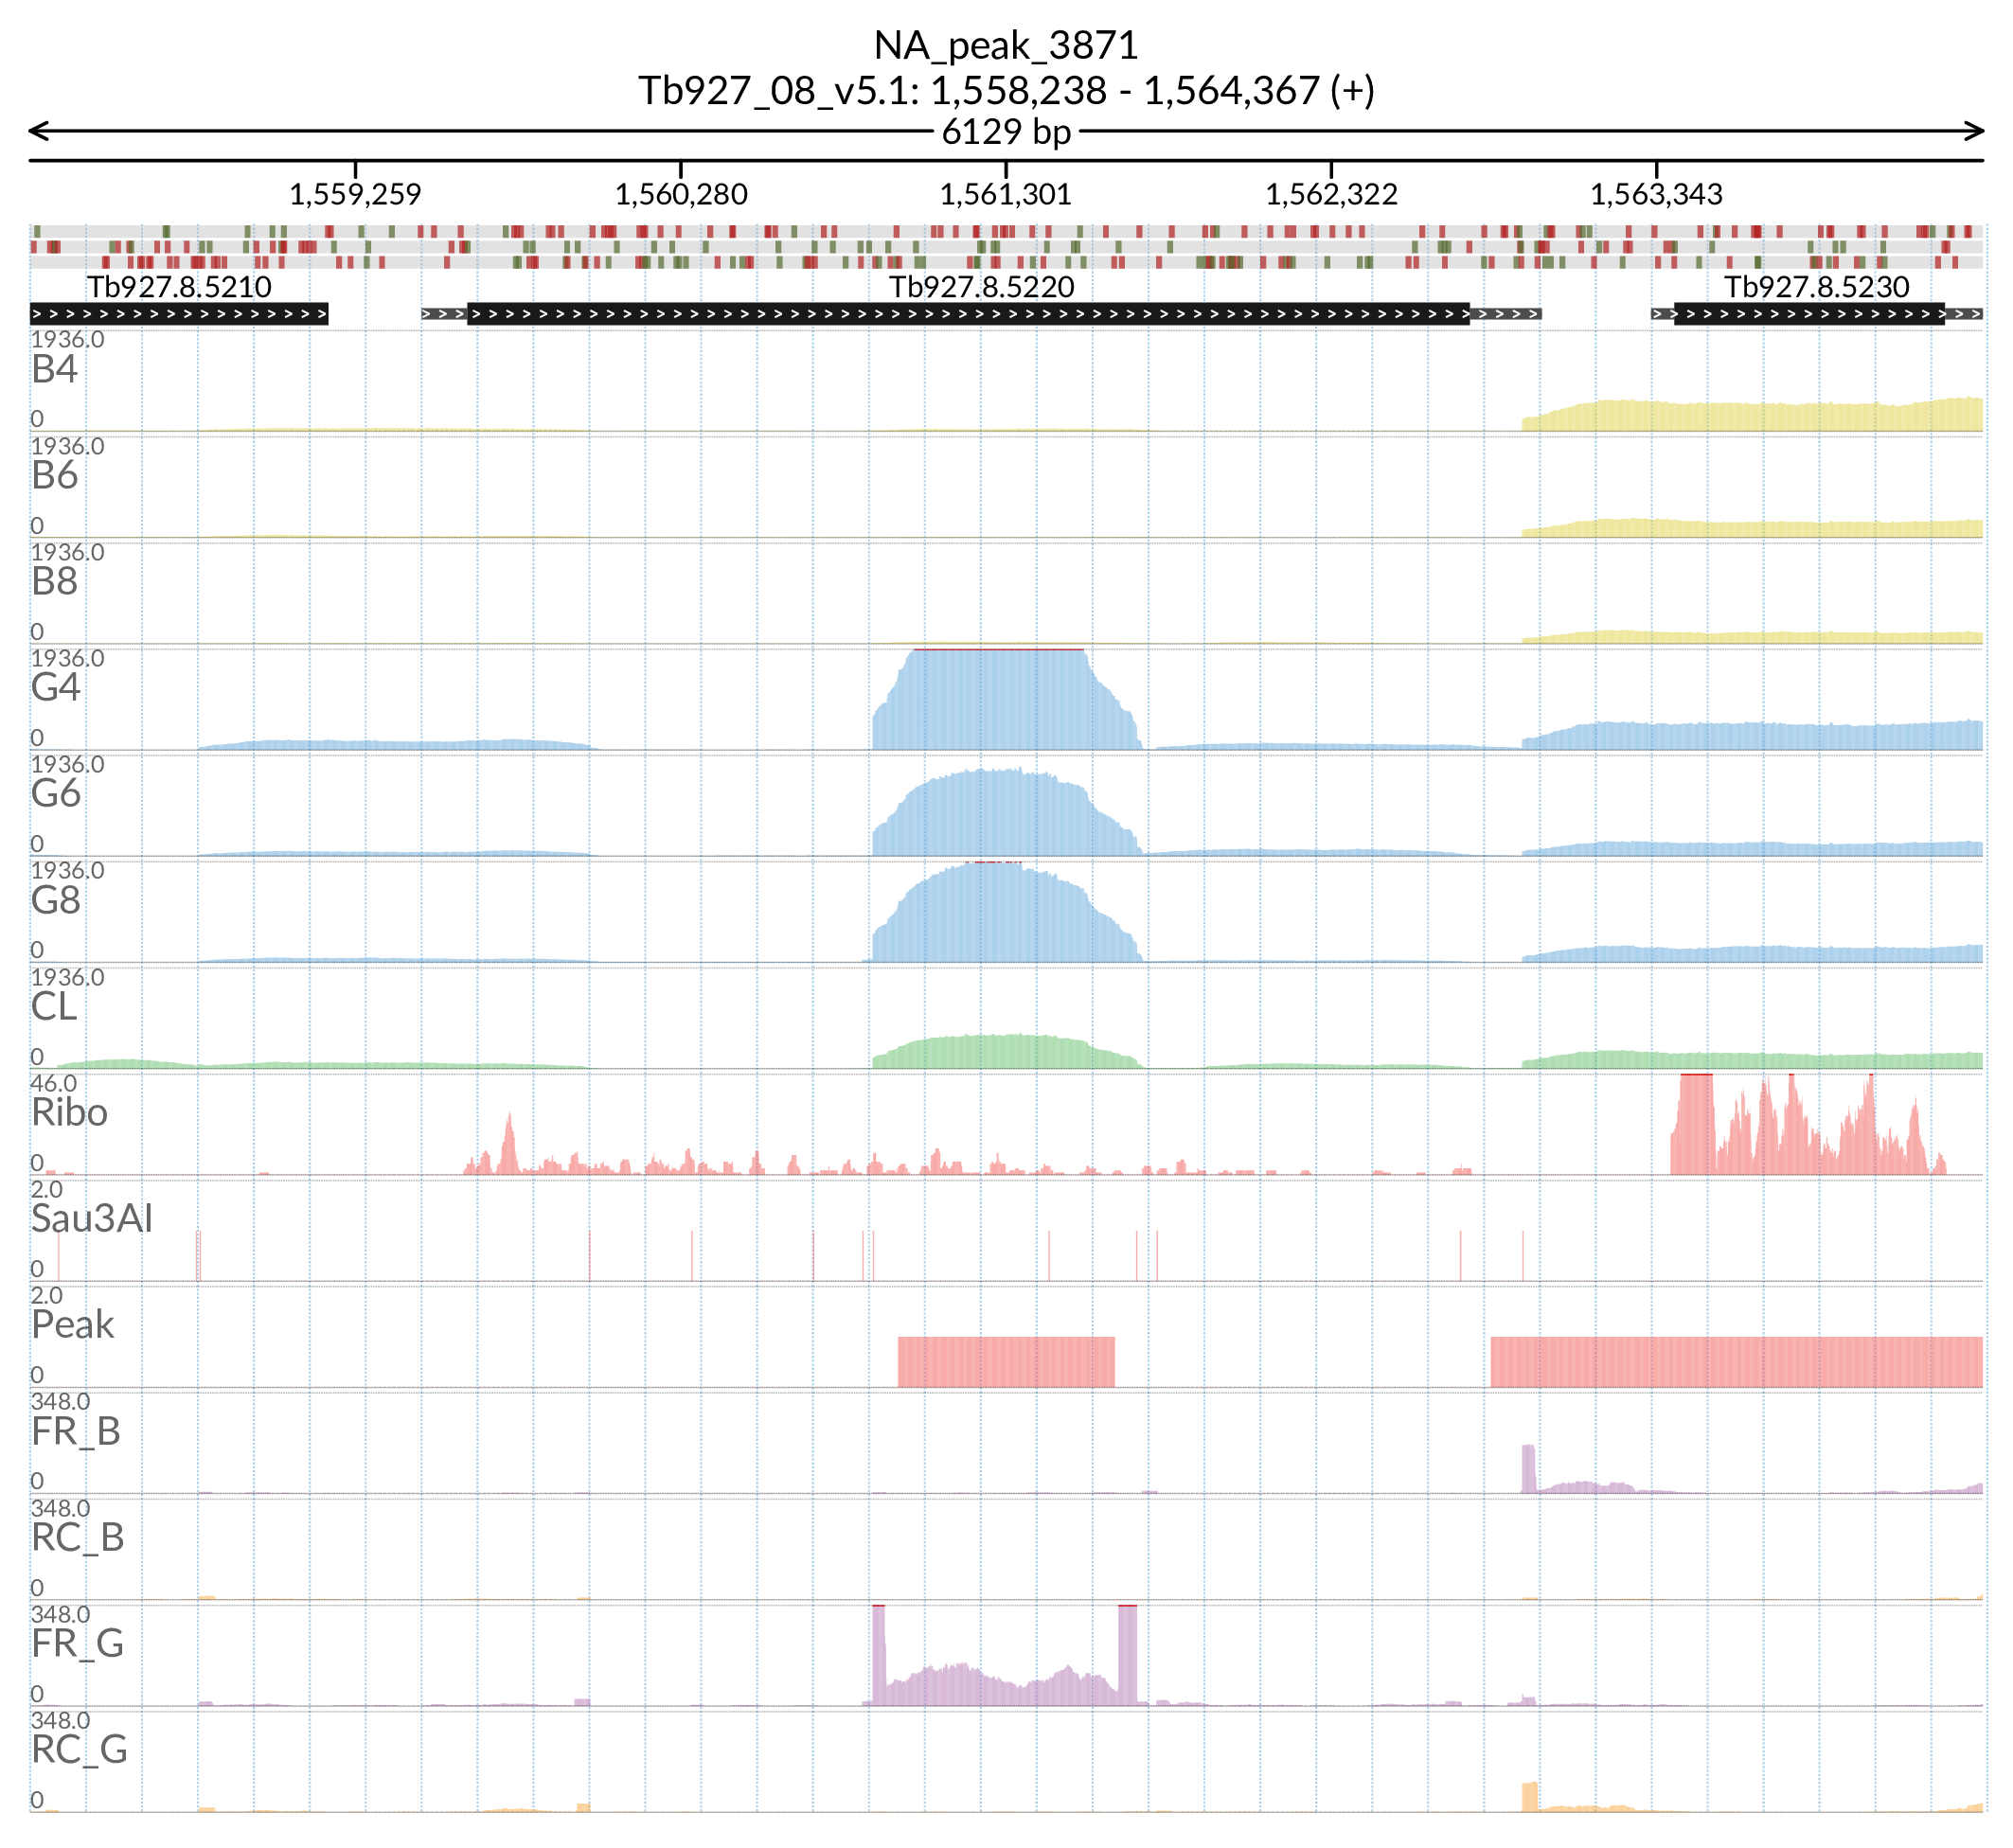 NA_peak_3871
Tb927_08_v5.1: 1,558,238 - 1,564,367 (+)
6129 bp
1,559,259 1,560,280 1,561,301 1,562,322 1,563,343
Tb927.8.5210 Tb927.8.5220 Tb927.8.5230
1936.0
B4
0
1936.0
B6
0
1936.0
B8
0
1936.0
G4
0
1936.0
G6
0
1936.0
G8
0
1936.0
CL
0
46.0
Ribo
0
2.0
Sau3AI
0
2.0
Peak
0
348.0
FR_B
0
348.0
RC_B
0
348.0
FR_G
0
348.0
RC_G
0